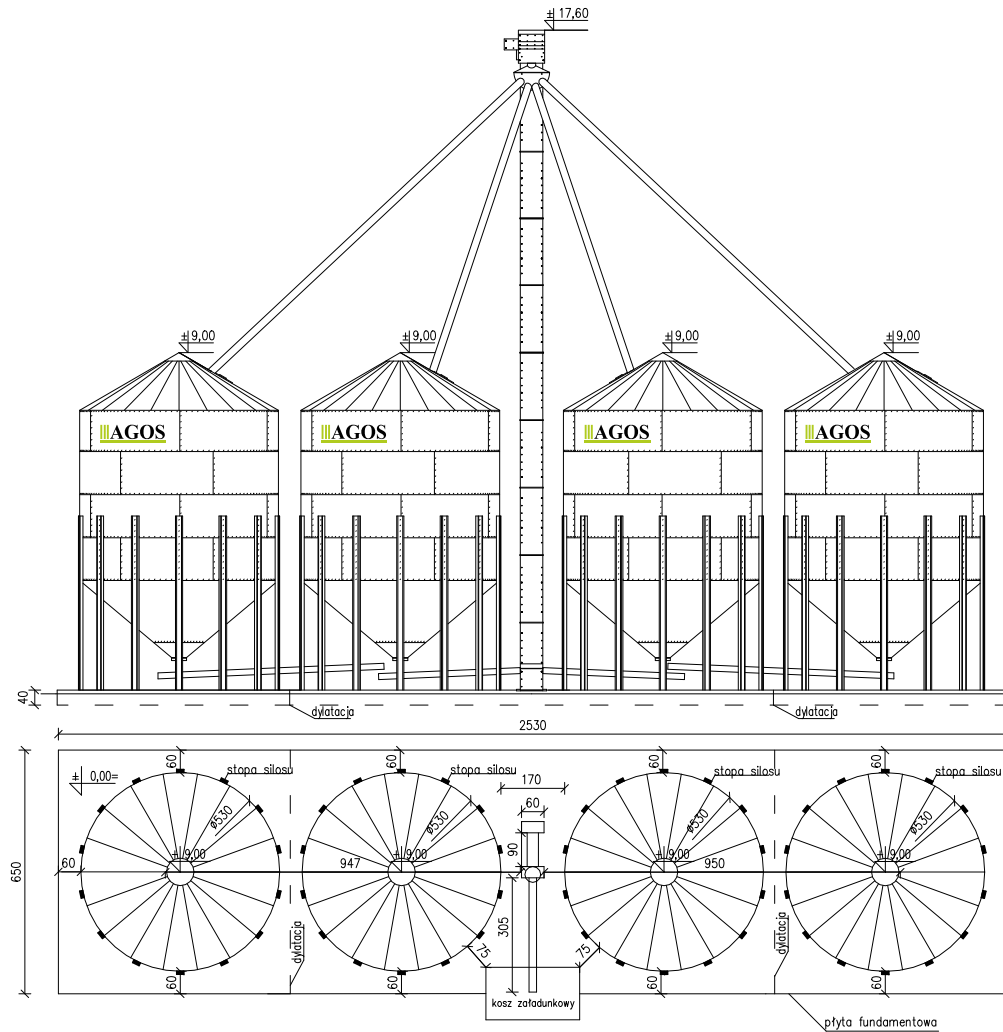 ± 17,60
± 9,00
± 9,00
± 9,00
± 9,00
AGOS
AGOS
AGOS
AGOS
40
dylatacja
dylatacja
2530
± 0,00=
60
60
60
60
stopa silosu
stopa silosu
stopa silosu
stopa silosu
170
60
ø530
ø530
ø530
ø530
90
± 9,00
± 9,00
± 9,00
± 9,00
60
947
950
650
305
dylatacja
dylatacja
75
75
60
60
60
60
kosz załadunkowy
płyta fundamentowa